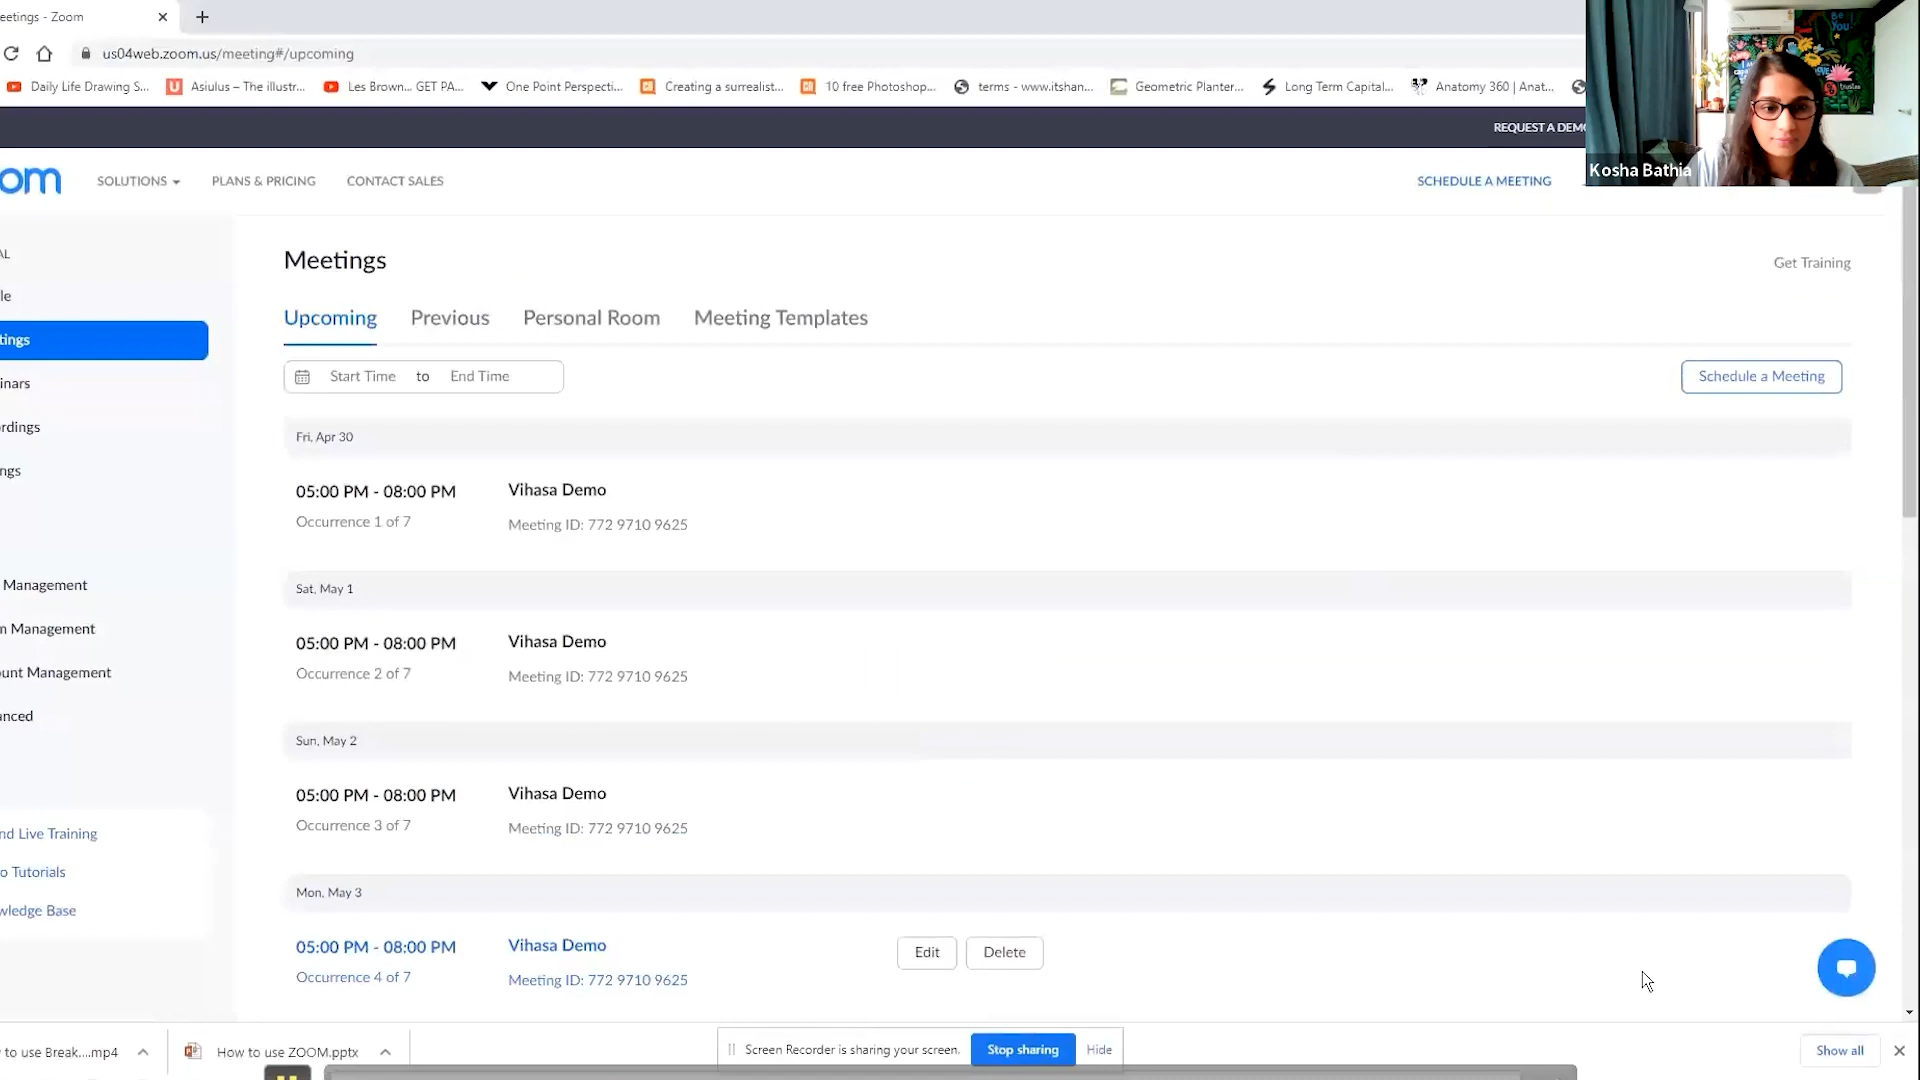 eetings - Zoom
us04web.zoom.us/meeting#/upcoming
Daily Life Drawing S... Asiulus – The illustr... Les Brown... GET PA... One Point Perspecti... Creating a surrealist... 10 free Photoshop... terms - www.itshan... Geometric Planter... Long Term Capital... Anatomy 360 | Anat...
REQUEST A DEMO
Be You!
Kosha Bathia
om SOLUTIONS PLANS & PRICING CONTACT SALES SCHEDULE A MEETING
AL
le
tings
inars
rdings
ngs
Management
n Management
unt Management
anced
nd Live Training
o Tutorials
wledge Base
Meetings
Get Training
Upcoming Previous Personal Room Meeting Templates
Start Time to End Time
Schedule a Meeting
Fri, Apr 30
05:00 PM - 08:00 PM Vihasa Demo
Occurrence 1 of 7 Meeting ID: 772 9710 9625
Sat, May 1
05:00 PM - 08:00 PM Vihasa Demo
Occurrence 2 of 7 Meeting ID: 772 9710 9625
Sun, May 2
05:00 PM - 08:00 PM Vihasa Demo
Occurrence 3 of 7 Meeting ID: 772 9710 9625
Mon, May 3
05:00 PM - 08:00 PM Vihasa Demo Edit Delete
Occurrence 4 of 7 Meeting ID: 772 9710 9625
to use Break....mp4 How to use ZOOM.pptx Screen Recorder is sharing your screen. Stop sharing Hide Show all